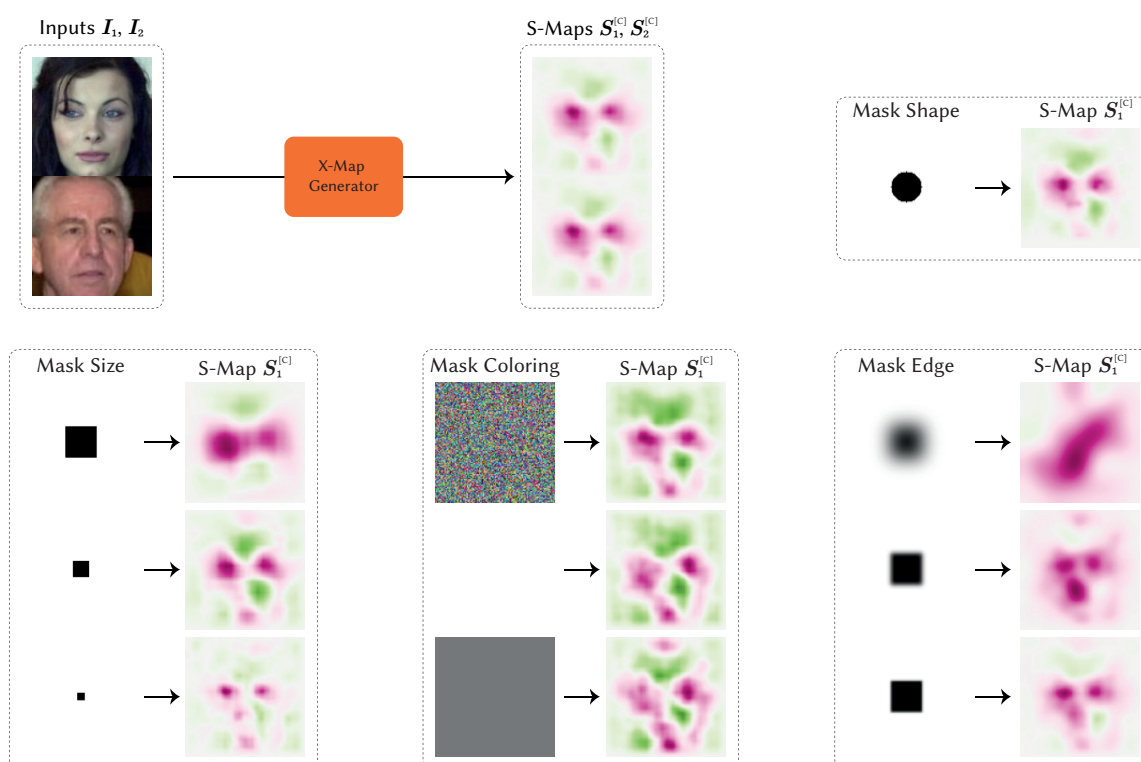 Inputs I₁, I₂
S-Maps S₁^[C], S₂^[C]
X-Map
Generator
Mask Shape
S-Map S₁^[C]
Mask Size
S-Map S₁^[C]
Mask Coloring
S-Map S₁^[C]
Mask Edge
S-Map S₁^[C]